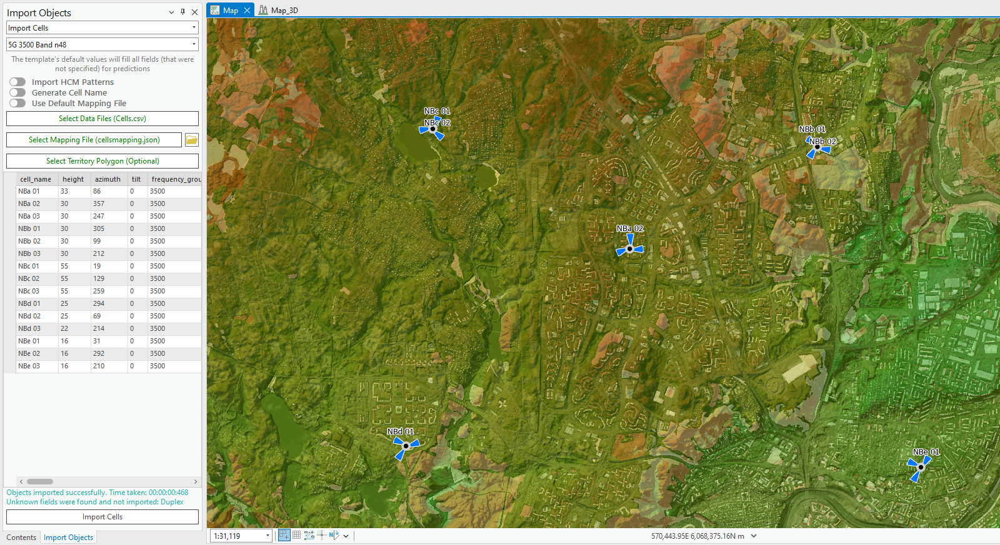 Import Objects
Import Cells
5G 3500 Band n48
The template's default values will fill all fields (that were
not specified) for predictions
Import HCM Patterns
Generate Cell Name
Use Default Mapping File
Select Data Files (Cells.csv)
Select Mapping File (cellsmapping.json)
Select Territory Polygon (Optional)
cell_name height azimuth tilt frequency_grou
NBa 01 33 86 0 3500
NBa 02 30 357 0 3500
NBa 03 30 247 0 3500
NBb 01 30 305 0 3500
NBb 02 30 99 0 3500
NBb 03 30 212 0 3500
NBc 01 55 19 0 3500
NBc 02 55 129 0 3500
NBc 03 55 259 0 3500
NBd 01 25 294 0 3500
NBd 02 25 69 0 3500
NBd 03 22 214 0 3500
NBe 01 16 31 0 3500
NBe 02 16 292 0 3500
NBe 03 16 210 0 3500
Objects imported successfully. Time taken: 00:00:00:468
Unknown fields were found and not imported: Duplex
Import Cells
Contents Import Objects
Map Map_3D
NBc 01
NBc 02
NBb 01
NBb 02
NBa 02
NBd 01
NBe 01
1:31,119
N
570,443.95E 6,068,375.16N m